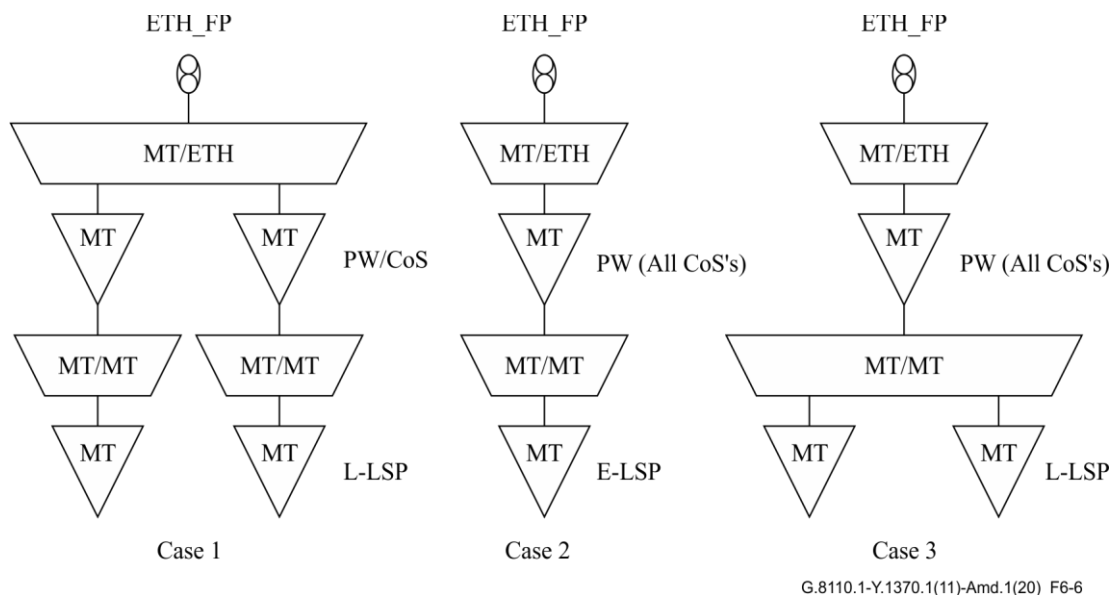 ETH_FP ETH_FP ETH_FP
MT/ETH MT/ETH MT/ETH
MT MT PW/CoS MT PW (All CoS's) MT PW (All CoS's)
MT/MT MT/MT MT/MT MT/MT
MT MT L-LSP MT E-LSP MT MT L-LSP
Case 1 Case 2 Case 3
G.8110.1-Y.1370.1(11)-Amd.1(20)_F6-6